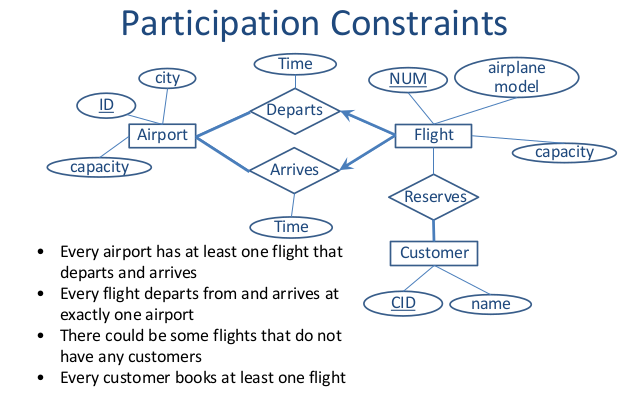 Participation Constraints
Time
city
NUM
airplane
model
ID
Departs
Airport
Flight
capacity
capacity
Arrives
Reserves
Time
Customer
CID
name
• Every airport has at least one flight that
departs and arrives
• Every flight departs from and arrives at
exactly one airport
• There could be some flights that do not
have any customers
• Every customer books at least one flight